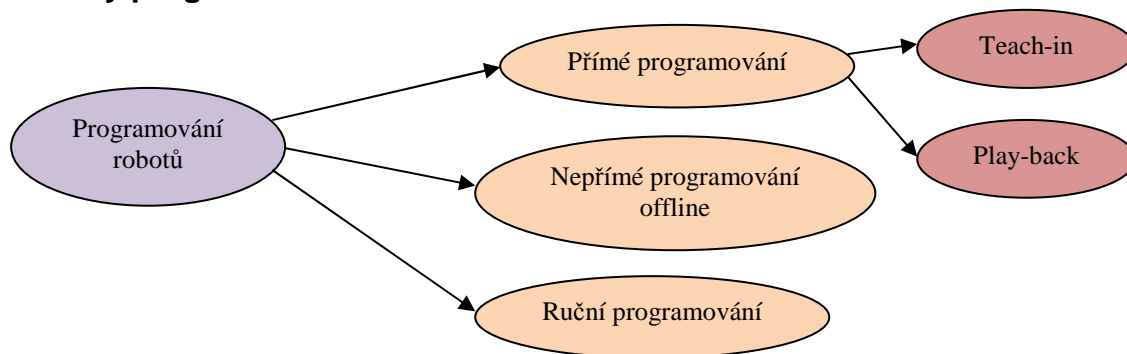 Programování
robotů
Přímé programování
Nepřímé programování
offline
Ruční programování
Teach-in
Play-back